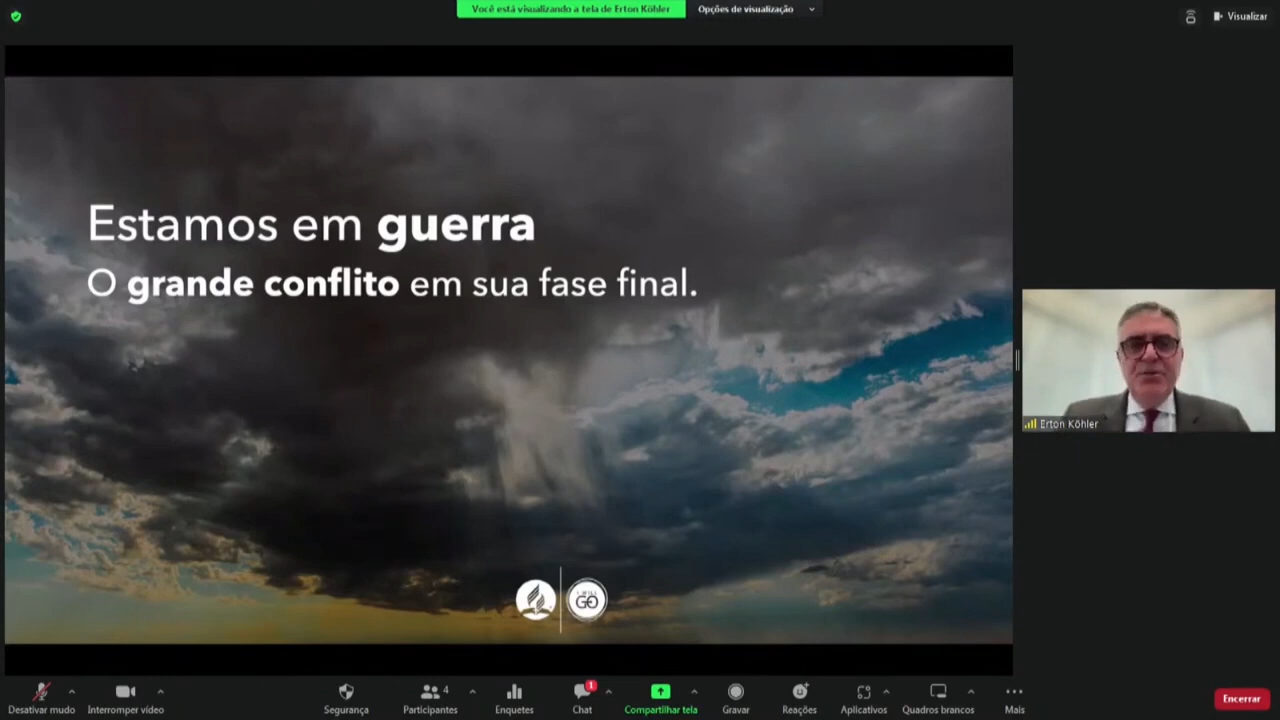 Você está visualizando a tela de Erton Köhler
Opções de visualização
Visualizar
Estamos em guerra
O grande conflito em sua fase final.
I WILL
GO
Erton Köhler
Desativar mudo
Interromper vídeo
Segurança
4
Participantes
Enquetes
1
Chat
Compartilhar tela
Gravar
Reações
Aplicativos
Quadros brancos
Mais
Encerrar